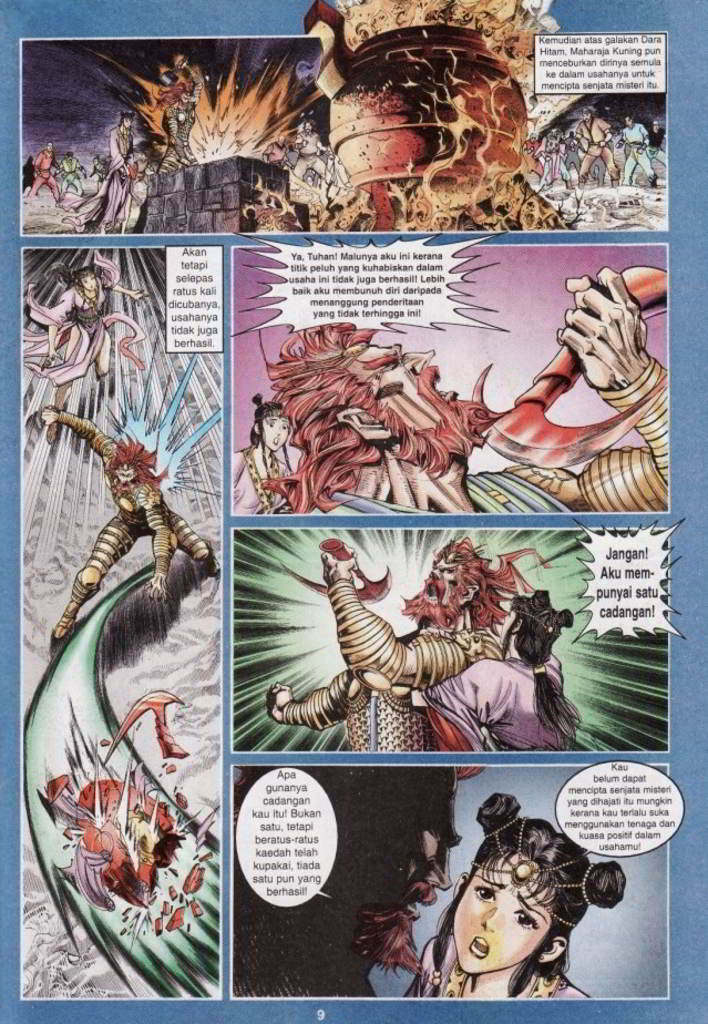 Kemudian atas galakan Dara
Hitam, Maharaja Kuning pun
menceburkan dirinya semula
ke dalam usahanya untuk
mencipta senjata misteri itu.
Akan
tetapi
selepas
ratus kali
dicubanya,
usahanya
tidak juga
berhasil.
Ya, Tuhan! Malunya aku ini kerana
titik peluh yang kuhabiskan dalam
usaha ini tidak juga berhasil! Lebih
baik aku membunuh diri daripada
menanggung penderitaan
yang tidak terhingga ini!
Jangan!
Aku mem-
punyai satu
cadangan!
Apa
gunanya
cadangan
kau itu! Bukan
satu, tetapi
beratus-ratus
kaedah telah
kupakai, tiada
satu pun yang
berhasil!
Kau
belum dapat
mencipta senjata misteri
yang dihajati itu mungkin
kerana kau terlalu suka
menggunakan tenaga dan
kuasa positif dalam
usahamu!
9